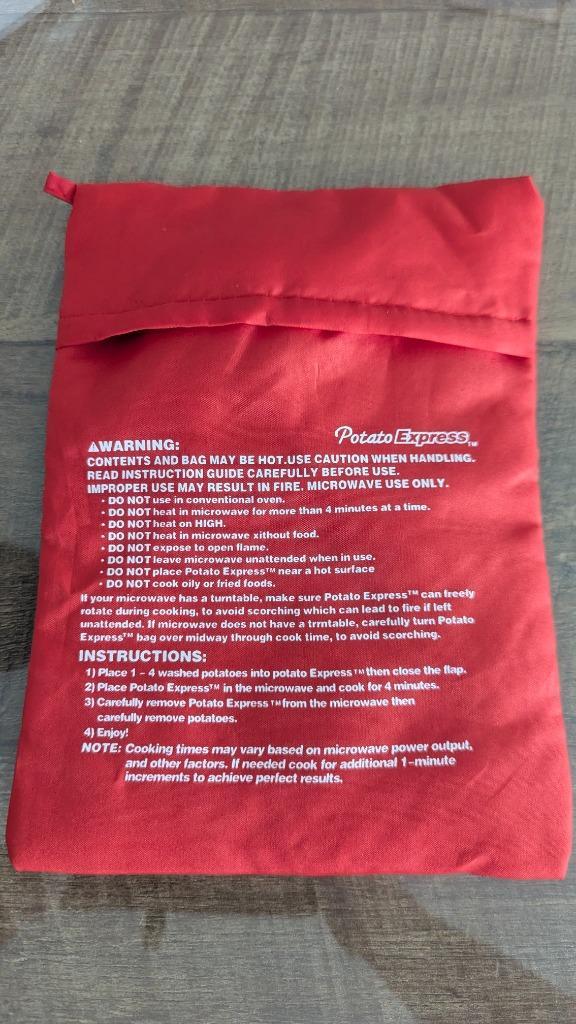 Potato Express™
⚠WARNING:
CONTENTS AND BAG MAY BE HOT.USE CAUTION WHEN HANDLING.
READ INSTRUCTION GUIDE CAREFULLY BEFORE USE.
IMPROPER USE MAY RESULT IN FIRE. MICROWAVE USE ONLY.
• DO NOT use in conventional oven.
• DO NOT heat in microwave for more than 4 minutes at a time.
• DO NOT heat on HIGH.
• DO NOT heat in microwave xithout food.
• DO NOT expose to open flame.
• DO NOT leave microwave unattended when in use.
• DO NOT place Potato Express™ near a hot surface
• DO NOT cook oily or fried foods.
If your microwave has a turntable, make sure Potato Express™ can freely
rotate during cooking, to avoid scorching which can lead to fire if left
unattended. If microwave does not have a trmtable, carefully turn Potato
Express™ bag over midway through cook time, to avoid scorching.
INSTRUCTIONS:
1) Place 1 – 4 washed potatoes into potato Express™ then close the flap.
2) Place Potato Express™ in the microwave and cook for 4 minutes.
3) Carefully remove Potato Express™ from the microwave then
carefully remove potatoes.
4) Enjoy!
NOTE: Cooking times may vary based on microwave power output,
and other factors. If needed cook for additional 1–minute
increments to achieve perfect results.